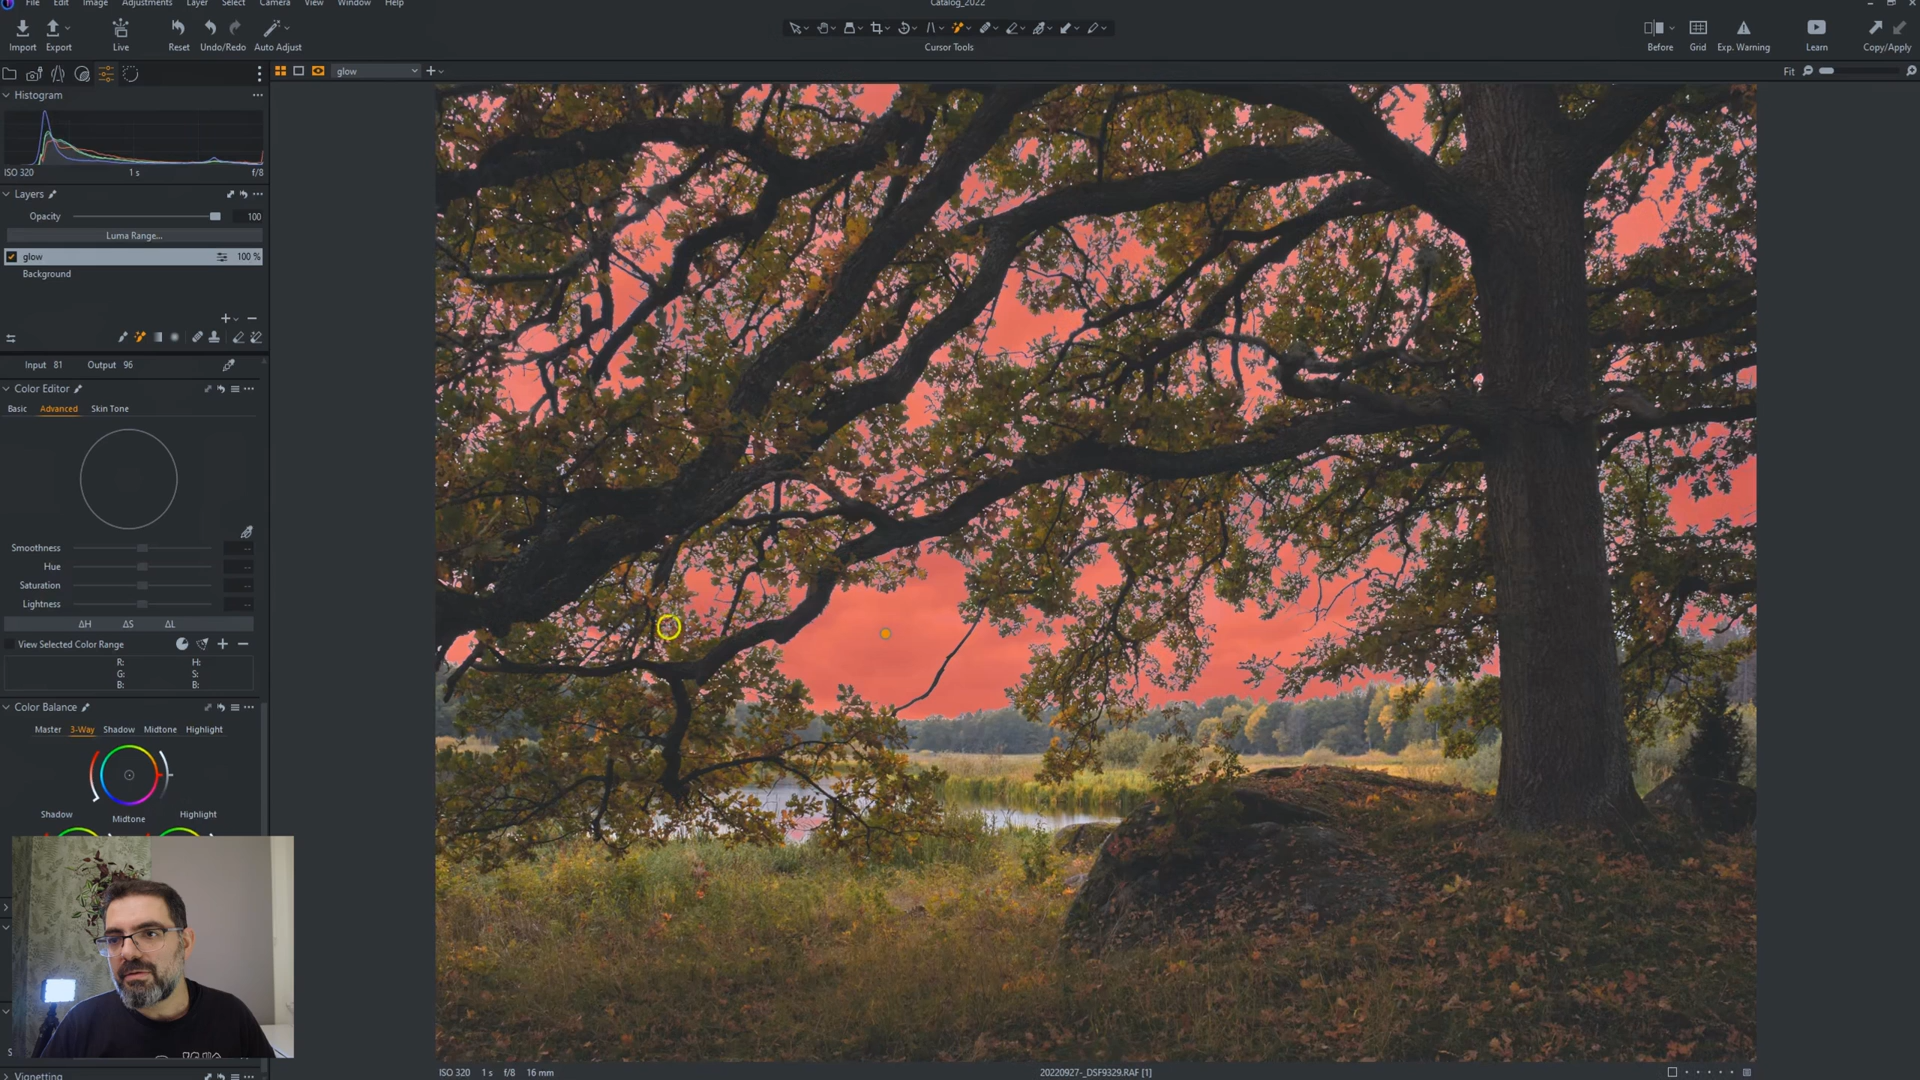 File Edit Image Adjustments Layer Select Camera View Window Help
Catalog_2022
Import Export Live Reset Undo/Redo Auto Adjust
Cursor Tools
Before Grid Exp. Warning Learn Copy/Apply
glow
Fit
Histogram
ISO 320 1 s f/8
Layers
Opacity 100
Luma Range...
glow 100 %
Background
Input 81 Output 96
Color Editor
Basic Advanced Skin Tone
Smoothness --
Hue --
Saturation --
Lightness --
ΔH ΔS ΔL
View Selected Color Range
R: H:
G: S:
B: B:
Color Balance
Master 3-Way Shadow Midtone Highlight
Shadow Midtone Highlight
S
Vignetting
ISO 320 1 s f/8 16 mm
20220927-_DSF9329.RAF [1]